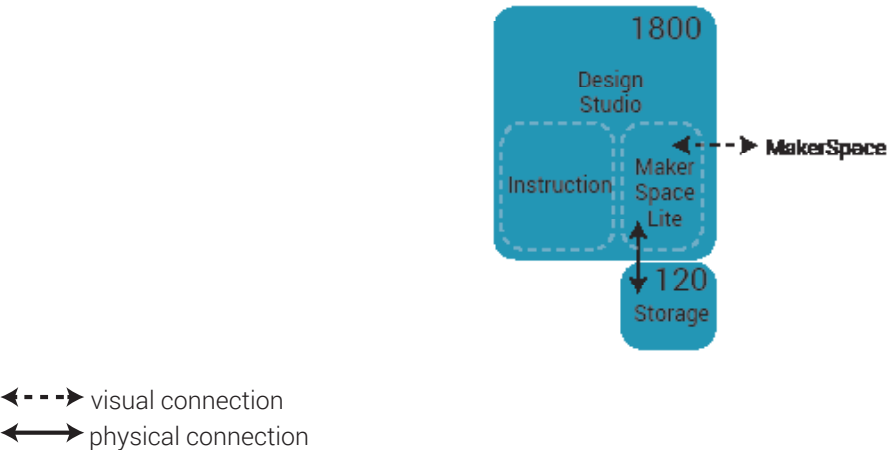 1800
Design
Studio
MakerSpace
Instruction
Maker
Space
Lite
120
Storage
visual connection
physical connection